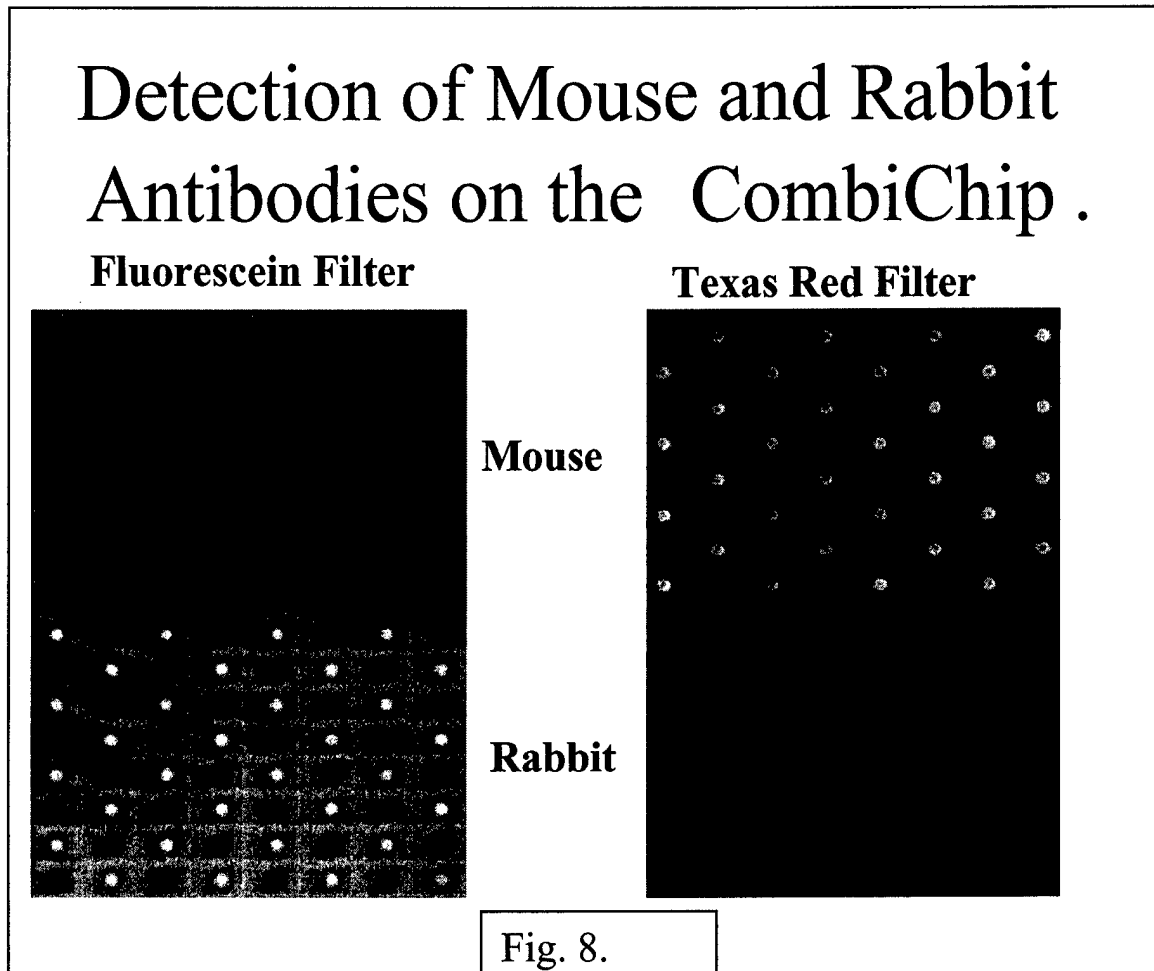 Detection of Mouse and Rabbit
Antibodies on the CombiChip .
Fluorescein Filter
Texas Red Filter
Mouse
Rabbit
Fig. 8.